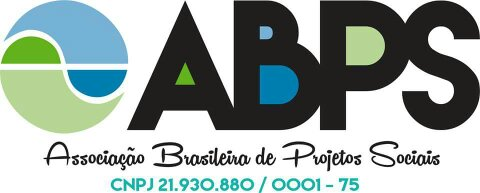 ABPS
Associação Brasileira de Projetos Sociais
CNPJ 21.930.880 / 0001 - 75